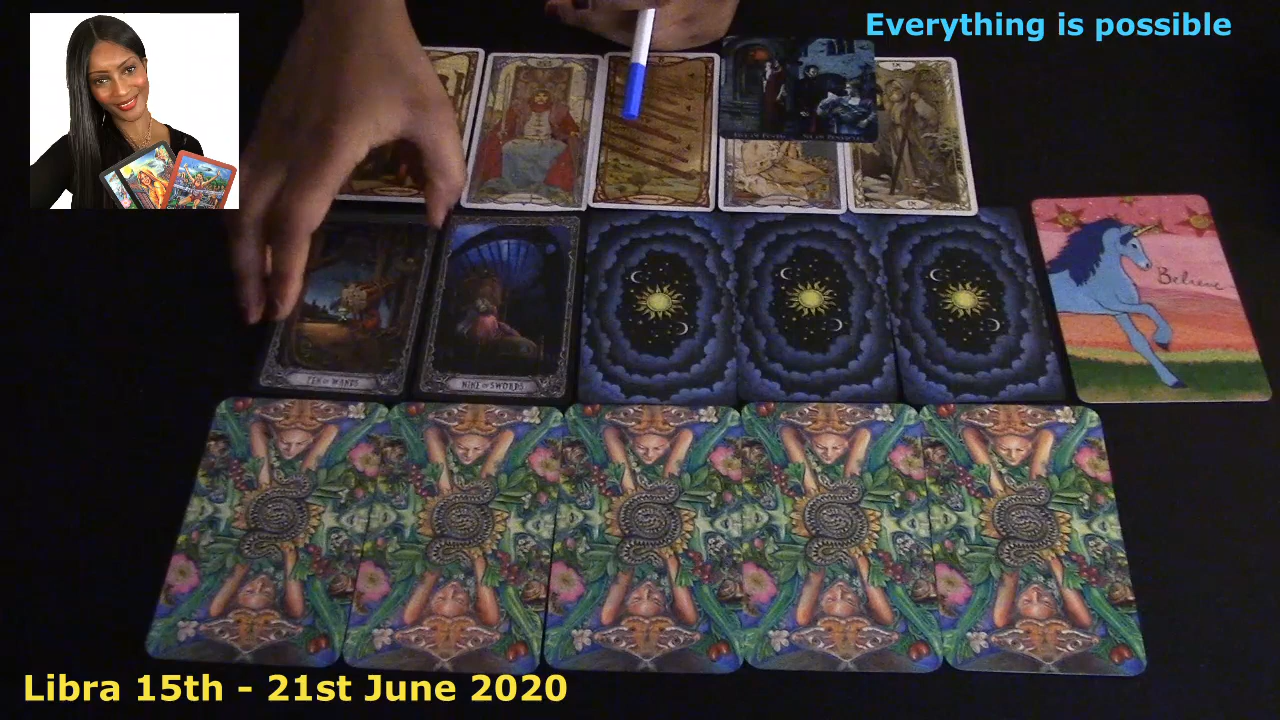 Everything is possible
Believe
TEN OF WANDS
NINE OF SWORDS
Libra 15th - 21st June 2020